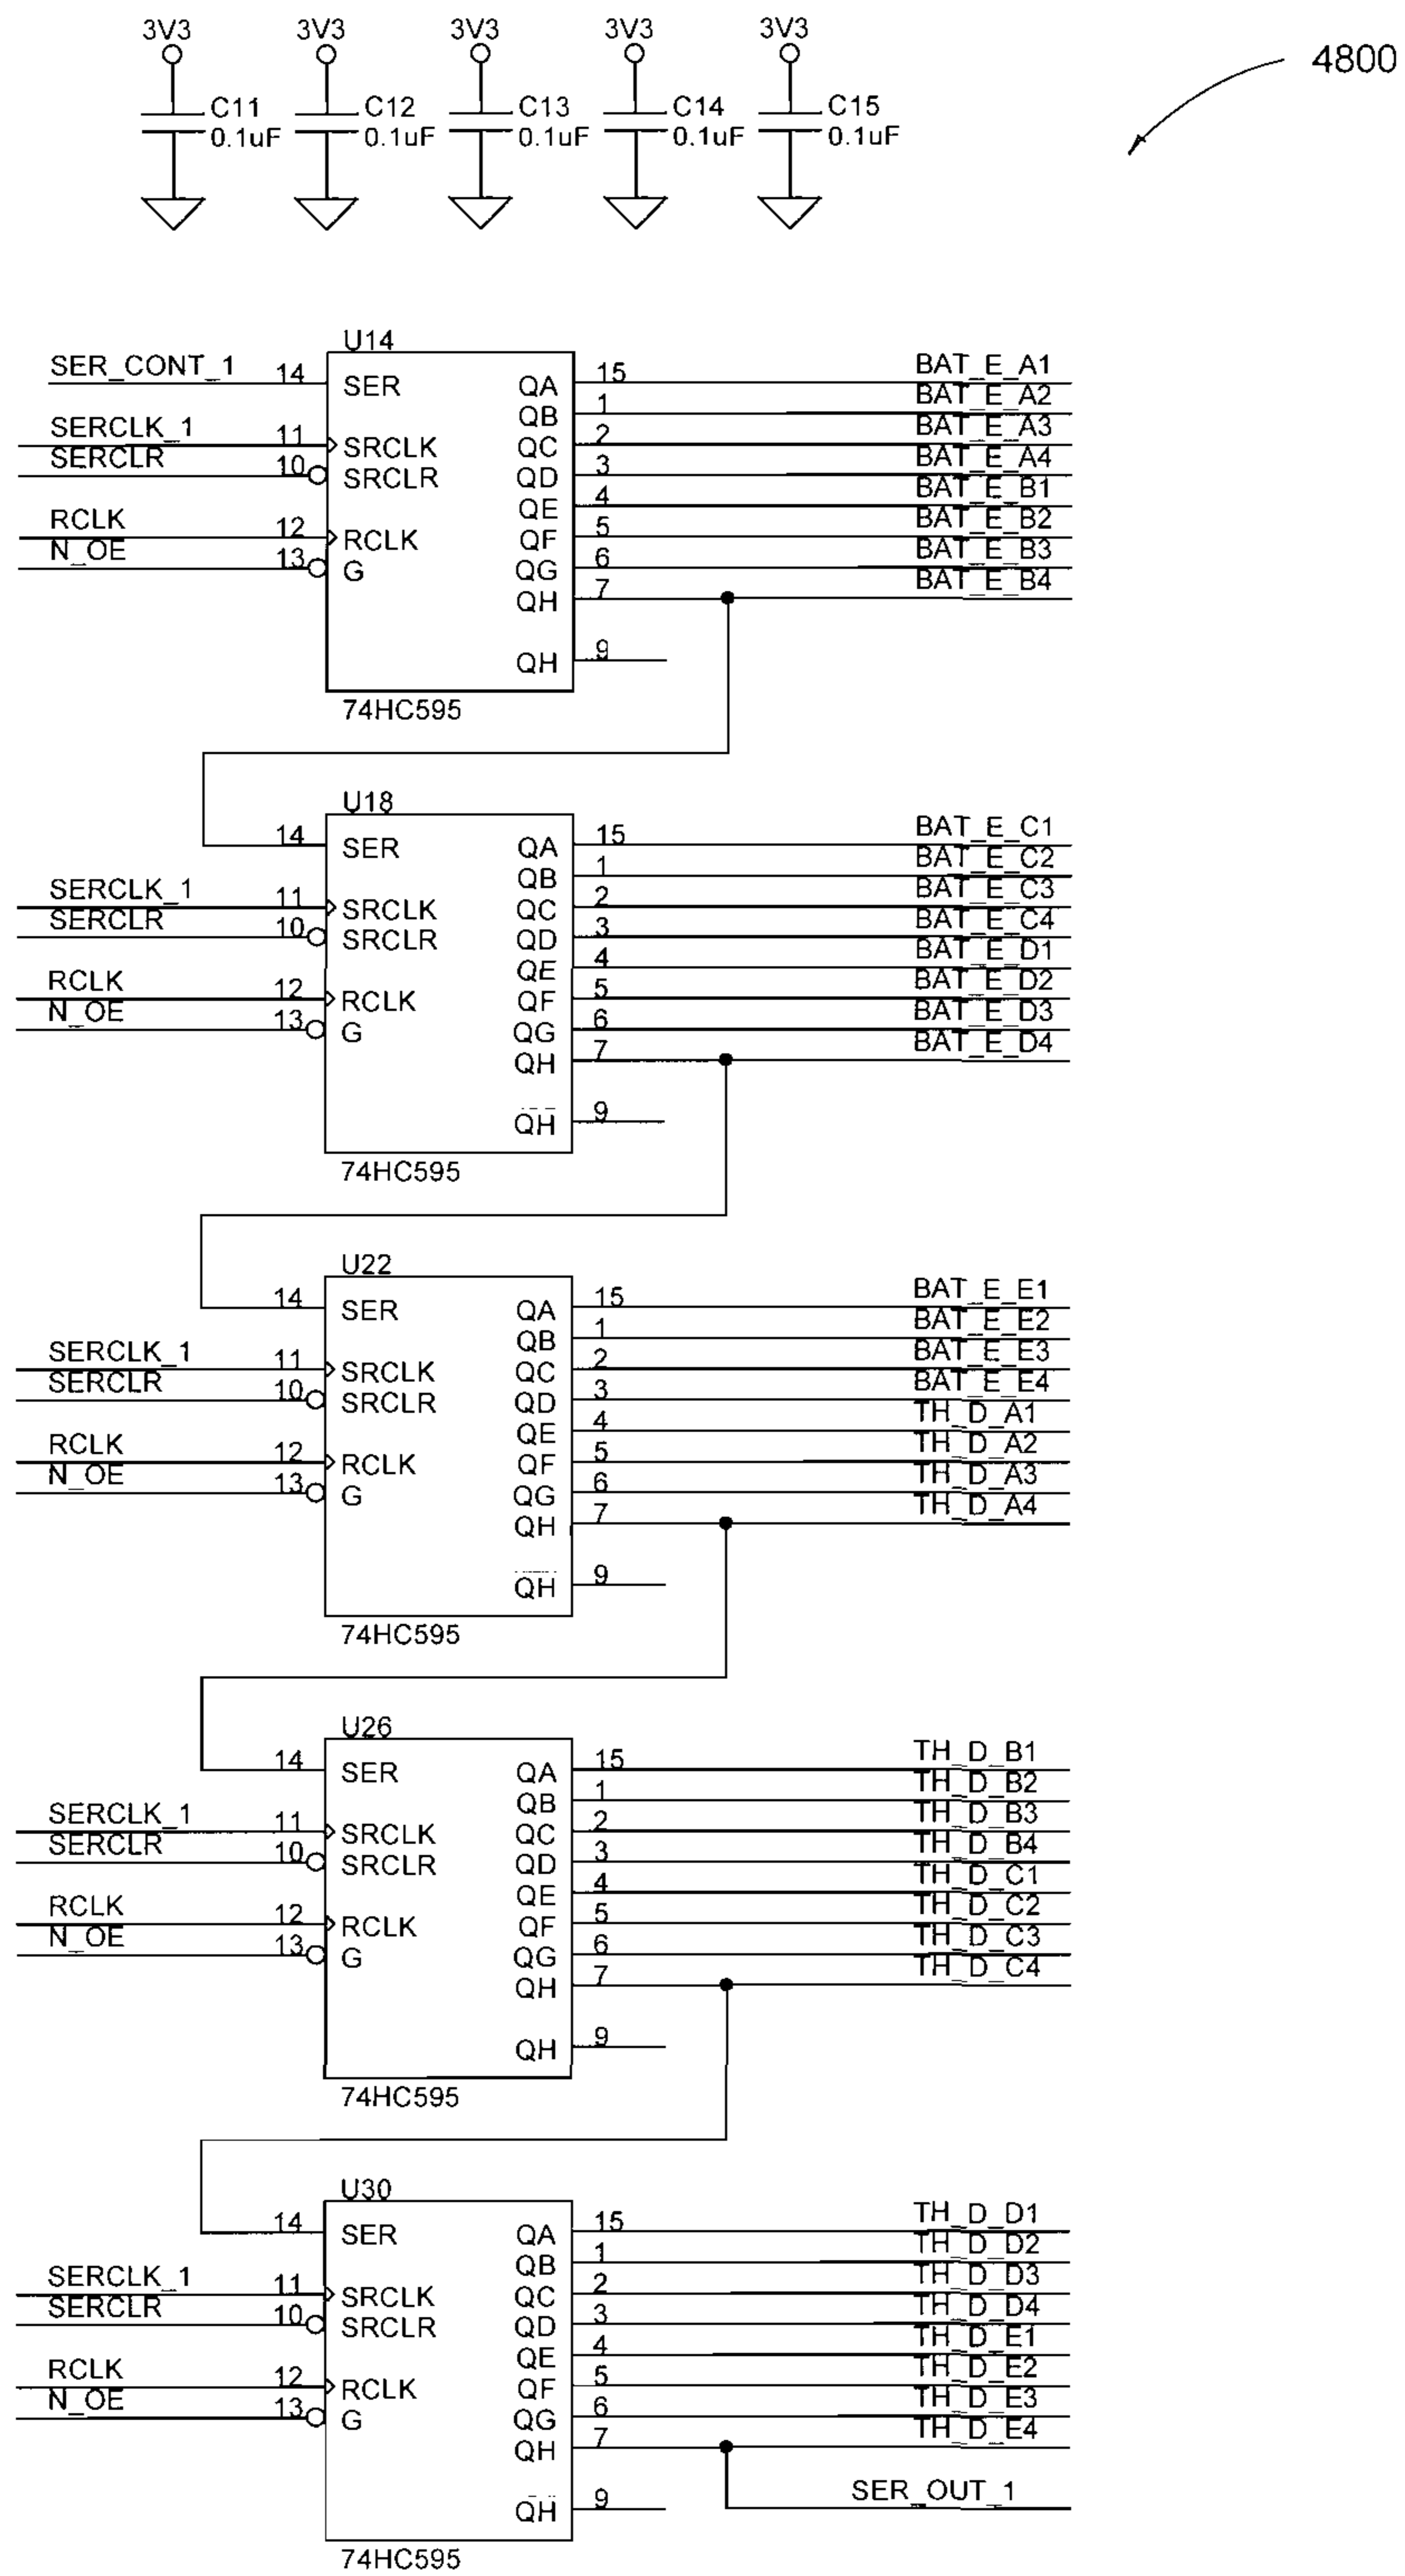 3V3 3V3 3V3 3V3 3V3
4800
C11 C12 C13 C14 C15
0.1uF 0.1uF 0.1uF 0.1uF 0.1uF
U14
SER_CONT_1 14 SER QA 15 BAT_E_A1
QB 1 BAT_E_A2
SERCLK_1 11 SRCLK QC 2 BAT_E_A3
SERCLR 10 SRCLR QD 3 BAT_E_A4
QE 4 BAT_E_B1
RCLK 12 RCLK QF 5 BAT_E_B2
N_OE 13 G QG 6 BAT_E_B3
QH 7 BAT_E_B4
QH 9
74HC595
U18
14 SER QA 15 BAT_E_C1
QB 1 BAT_E_C2
SERCLK_1 11 SRCLK QC 2 BAT_E_C3
SERCLR 10 SRCLR QD 3 BAT_E_C4
QE 4 BAT_E_D1
RCLK 12 RCLK QF 5 BAT_E_D2
N_OE 13 G QG 6 BAT_E_D3
QH 7 BAT_E_D4
QH 9
74HC595
U22
14 SER QA 15 BAT_E_E1
QB 1 BAT_E_E2
SERCLK_1 11 SRCLK QC 2 BAT_E_E3
SERCLR 10 SRCLR QD 3 BAT_E_E4
QE 4 TH_D_A1
RCLK 12 RCLK QF 5 TH_D_A2
N_OE 13 G QG 6 TH_D_A3
QH 7 TH_D_A4
QH 9
74HC595
U26
14 SER QA 15 TH_D_B1
QB 1 TH_D_B2
SERCLK_1 11 SRCLK QC 2 TH_D_B3
SERCLR 10 SRCLR QD 3 TH_D_B4
QE 4 TH_D_C1
RCLK 12 RCLK QF 5 TH_D_C2
N_OE 13 G QG 6 TH_D_C3
QH 7 TH_D_C4
QH 9
74HC595
U30
14 SER QA 15 TH_D_D1
QB 1 TH_D_D2
SERCLK_1 11 SRCLK QC 2 TH_D_D3
SERCLR 10 SRCLR QD 3 TH_D_D4
QE 4 TH_D_E1
RCLK 12 RCLK QF 5 TH_D_E2
N_OE 13 G QG 6 TH_D_E3
QH 7 TH_D_E4
QH 9 SER_OUT_1
74HC595